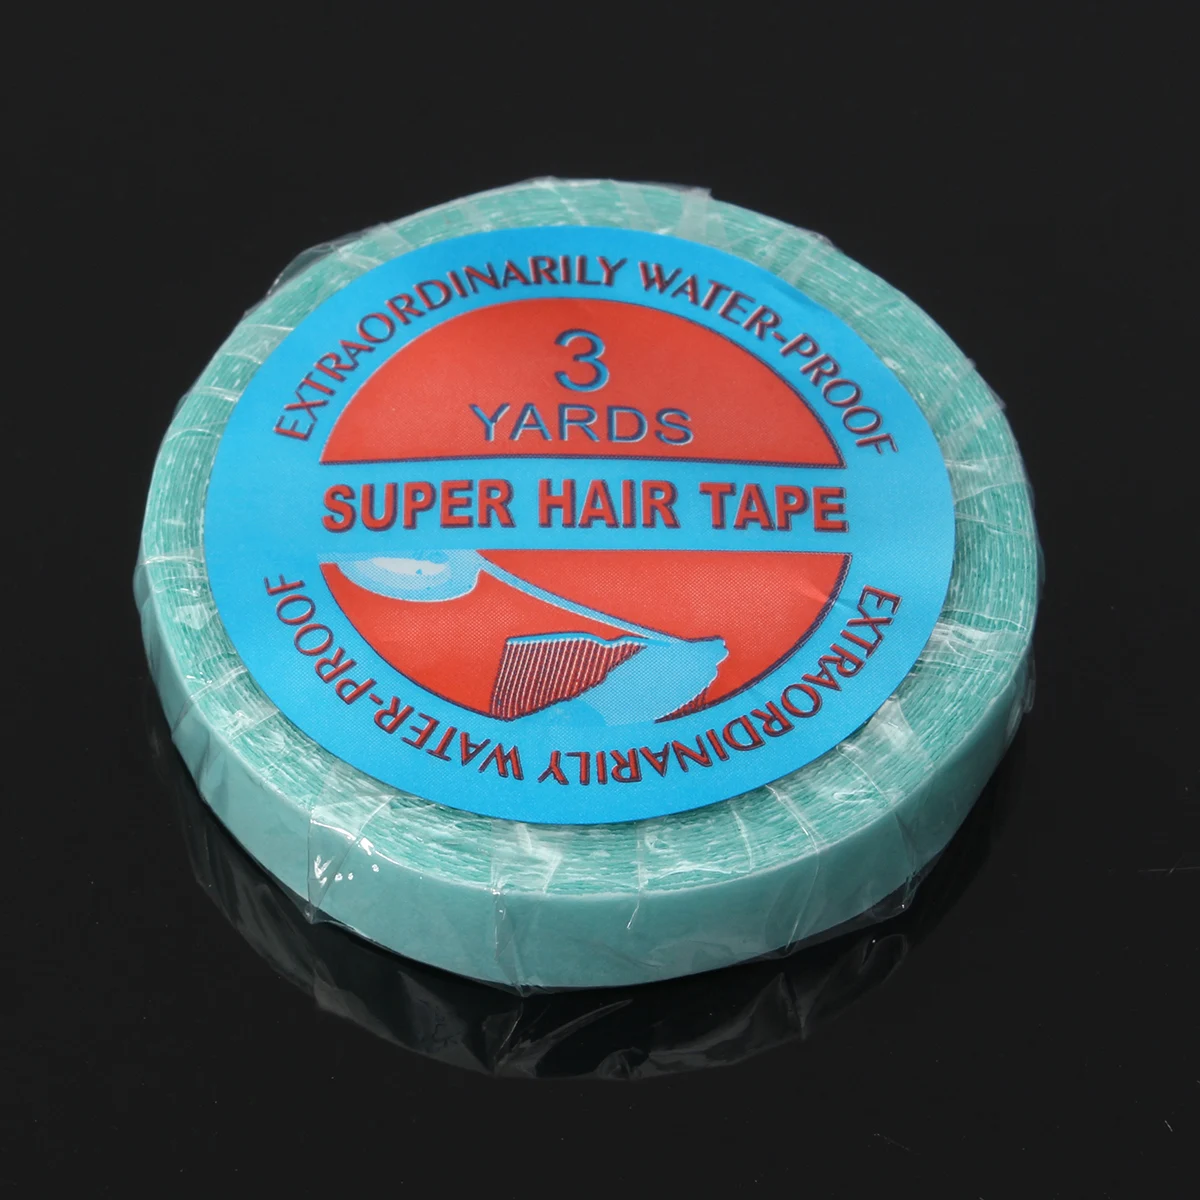 EXTRAORDINARILY WATER-PROOF
3
YARDS
SUPER HAIR TAPE
EXTRAORDINARILY WATER-PROOF